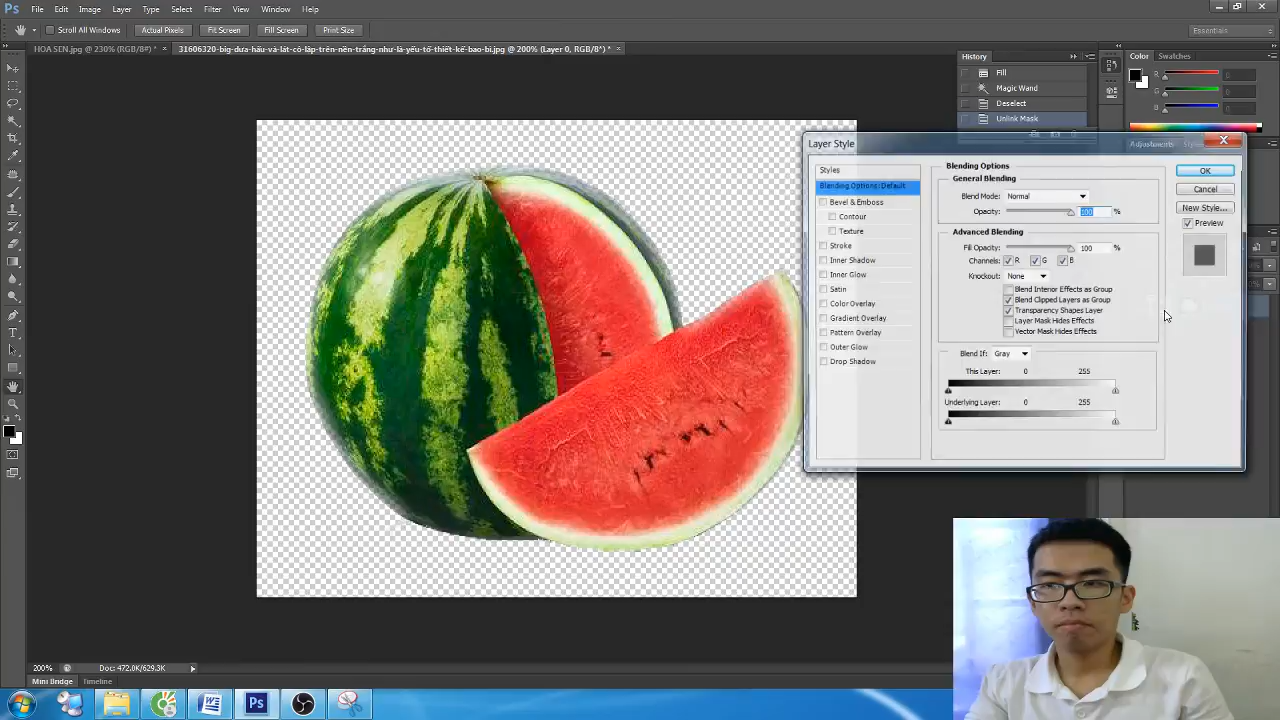 Ps File Edit Image Layer Type Select Filter View Window Help
Scroll All Windows Actual Pixels Fit Screen Fill Screen Print Size
Essentials
HOA SEN.jpg @ 230% (RGB/8#) * × 31606320-big-dưa-hấu-và-lát-cô-lập-trên-nền-trắng-như-là-yếu-tố-thiết-kế-bao-bì.jpg @ 200% (Layer 0, RGB/8*) * ×
History
Fill
Magic Wand
Deselect
Unlink Mask
Color Swatches
R 0
G 0
B 0
Adjustments
Layer Style
Styles
Blending Options: Default
Bevel & Emboss
Contour
Texture
Stroke
Inner Shadow
Inner Glow
Satin
Color Overlay
Gradient Overlay
Pattern Overlay
Outer Glow
Drop Shadow
Blending Options
General Blending
Blend Mode: Normal
Opacity: 100 %
Advanced Blending
Fill Opacity: 100 %
Channels: R G B
Knockout: None
Blend Interior Effects as Group
Blend Clipped Layers as Group
Transparency Shapes Layer
Layer Mask Hides Effects
Vector Mask Hides Effects
Blend If: Gray
This Layer: 0 255
Underlying Layer: 0 255
OK
Cancel
New Style...
Preview
200% Doc: 472.0K/629.3K
Mini Bridge Timeline
W
Ps